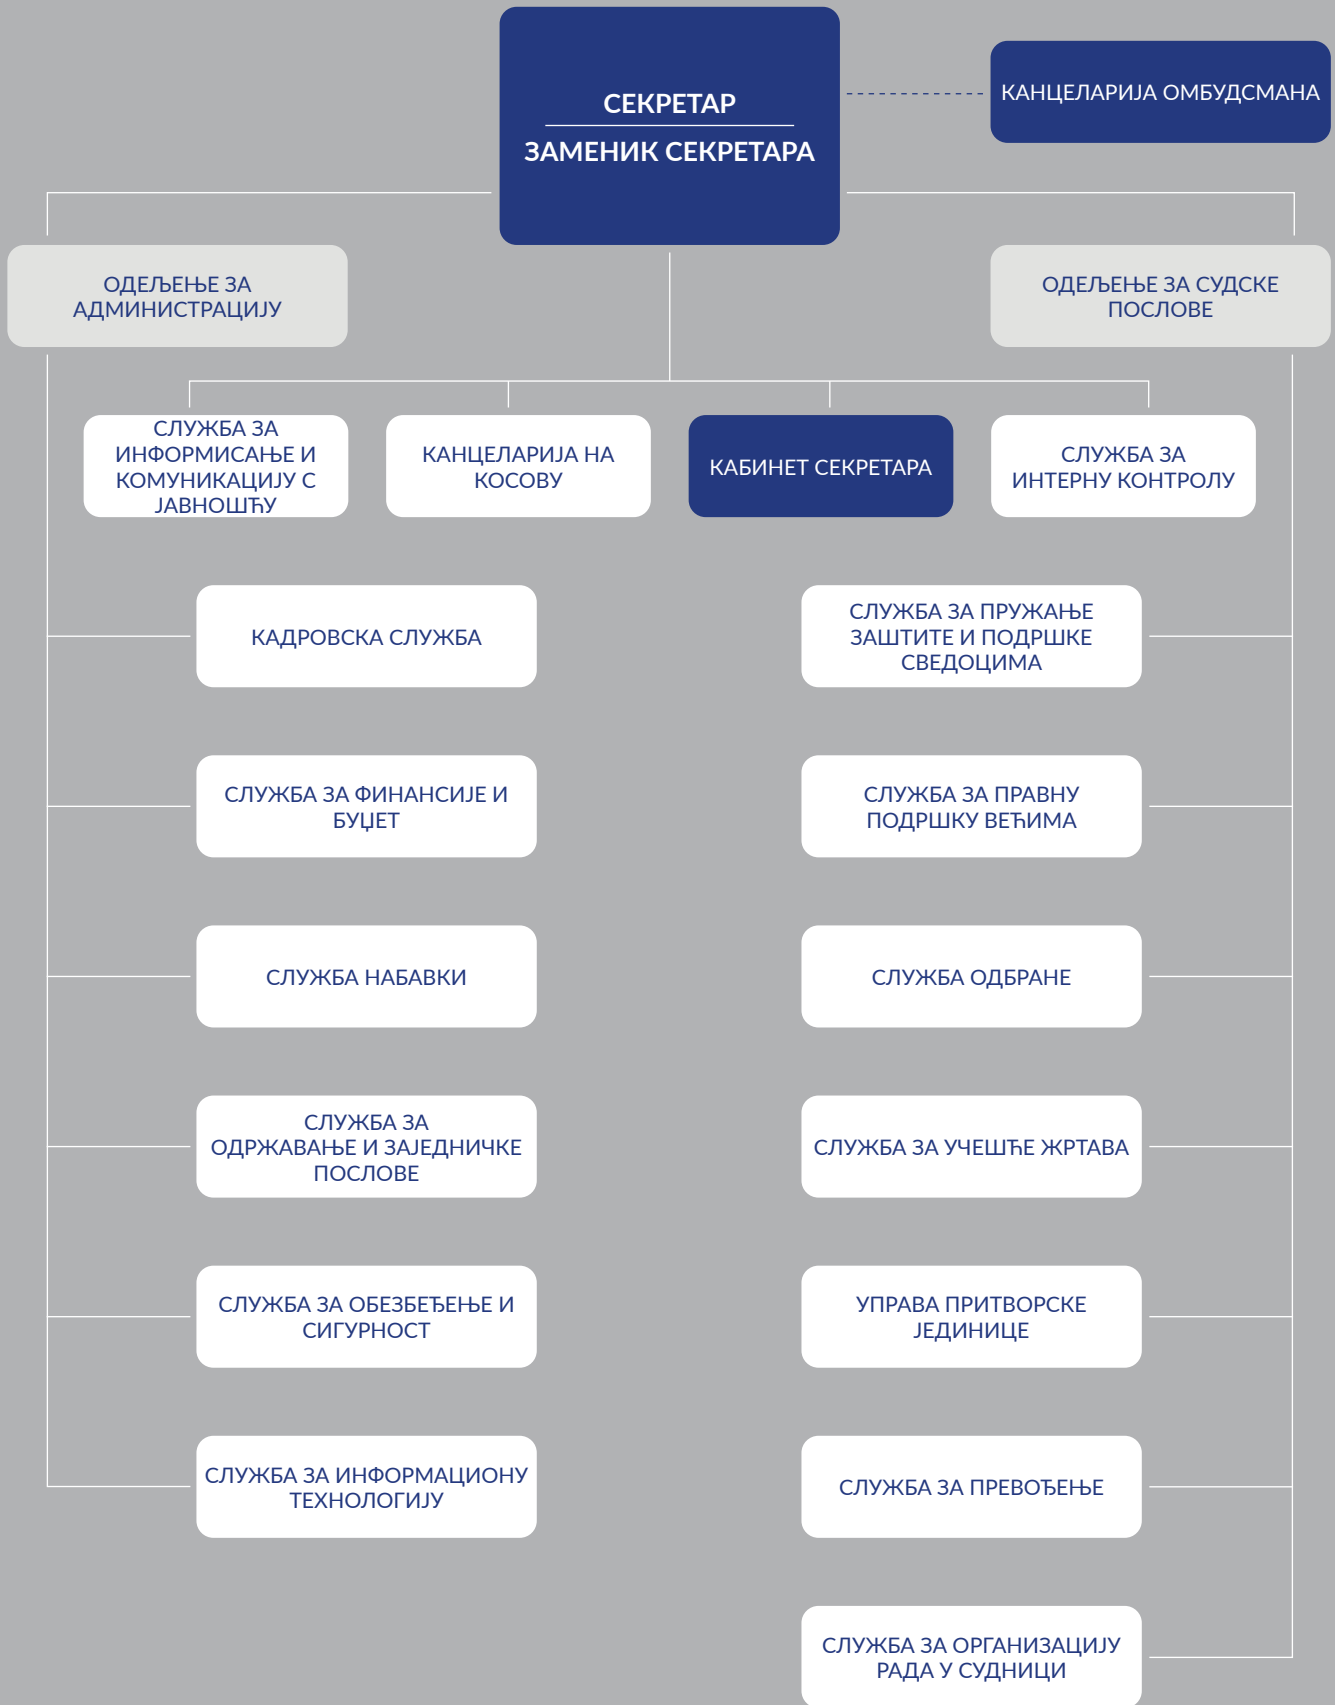 СЕКРЕТАР
ЗАМЕНИК СЕКРЕТАРА
КАНЦЕЛАРИЈА ОМБУДСМАНА
ОДЕЉЕЊЕ ЗА
АДМИНИСТРАЦИЈУ
ОДЕЉЕЊЕ ЗА СУДСКЕ
ПОСЛОВЕ
СЛУЖБА ЗА
ИНФОРМИСАЊЕ И
КОМУНИКАЦИЈУ С
ЈАВНОШЋУ
КАНЦЕЛАРИЈА НА
КОСОВУ
КАБИНЕТ СЕКРЕТАРА
СЛУЖБА ЗА
ИНТЕРНУ КОНТРОЛУ
КАДРОВСКА СЛУЖБА
СЛУЖБА ЗА ПРУЖАЊЕ
ЗАШТИТЕ И ПОДРШКЕ
СВЕДОЦИМА
СЛУЖБА ЗА ФИНАНСИЈЕ И
БУЏЕТ
СЛУЖБА ЗА ПРАВНУ
ПОДРШКУ ВЕЋИМА
СЛУЖБА НАБАВКИ
СЛУЖБА ОДБРАНЕ
СЛУЖБА ЗА
ОДРЖАВАЊЕ И ЗАЈЕДНИЧКЕ
ПОСЛОВЕ
СЛУЖБА ЗА УЧЕШЋЕ ЖРТАВА
СЛУЖБА ЗА ОБЕЗБЕЂЕЊЕ И
СИГУРНОСТ
УПРАВА ПРИТВОРСКЕ
ЈЕДИНИЦЕ
СЛУЖБА ЗА ИНФОРМАЦИОНУ
ТЕХНОЛОГИЈУ
СЛУЖБА ЗА ПРЕВОЂЕЊЕ
СЛУЖБА ЗА ОРГАНИЗАЦИЈУ
РАДА У СУДНИЦИ